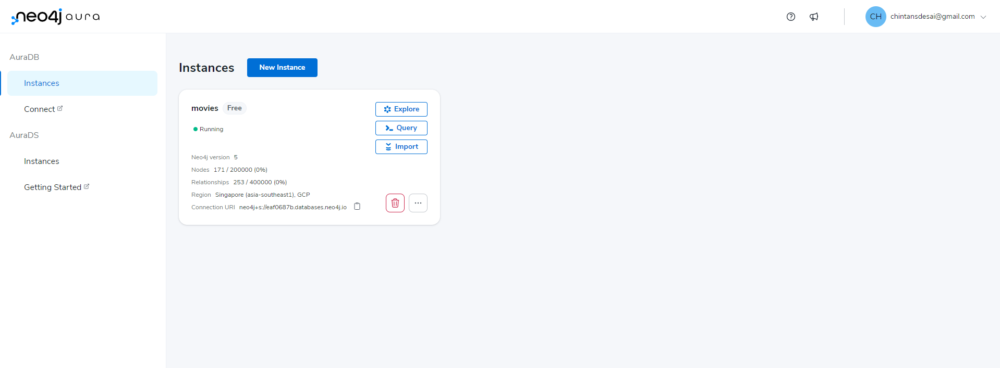 neo4j aura
CH chintansdesai@gmail.com
AuraDB
Instances
Connect
AuraDS
Instances
Getting Started
Instances New Instance
movies Free
Running
Explore
Query
Import
Neo4j version 5
Nodes 171 / 200000 (0%)
Relationships 253 / 400000 (0%)
Region Singapore (asia-southeast1), GCP
Connection URI neo4j+s://eaf0687b.databases.neo4j.io